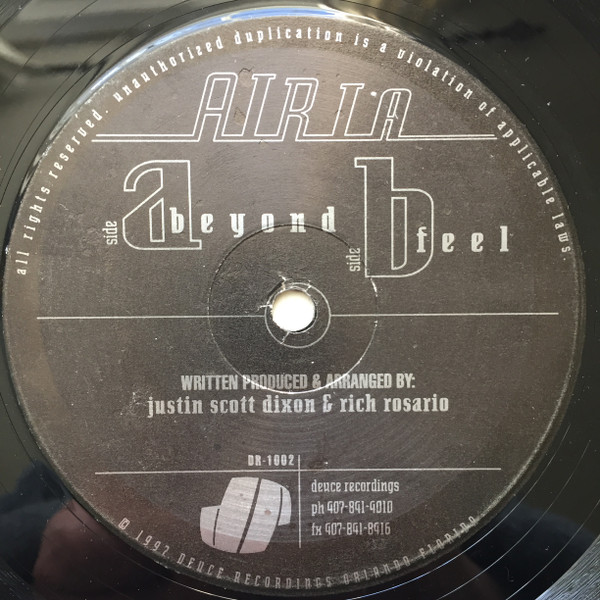 all rights reserved. unauthorized duplication is a violation of applicable laws.
AIRIA
side a beyond
side b feel
WRITTEN PRODUCED & ARRANGED BY:
justin scott dixon & rich rosario
DR-1002
deuce recordings
ph 407-841-4010
fx 407-841-8416
© 1997 DEUCE RECORDINGS ORLANDO FLORIDA